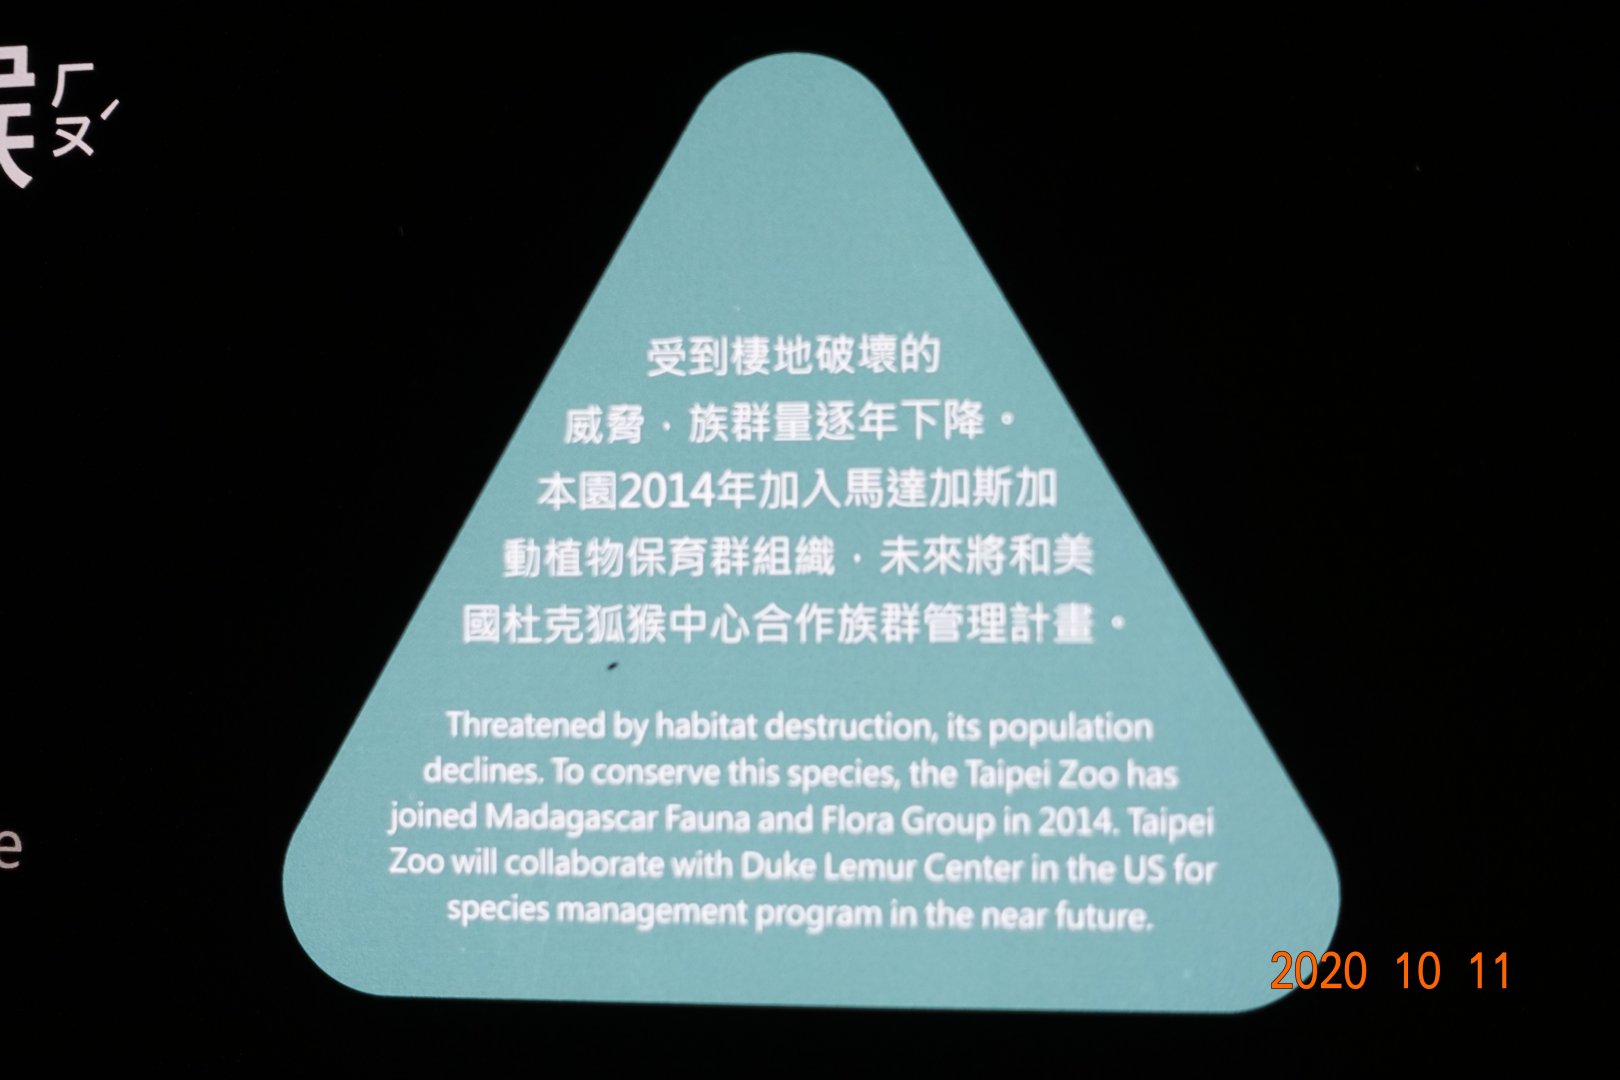 ㄏㄡˊ
受到棲地破壞的
威脅，族群量逐年下降。
本園2014年加入馬達加斯加
動植物保育群組織，未來將和美
國杜克狐猴中心合作族群管理計畫。
Threatened by habitat destruction, its population
declines. To conserve this species, the Taipei Zoo has
joined Madagascar Fauna and Flora Group in 2014. Taipei
Zoo will collaborate with Duke Lemur Center in the US for
species management program in the near future.
e
2020 10 11